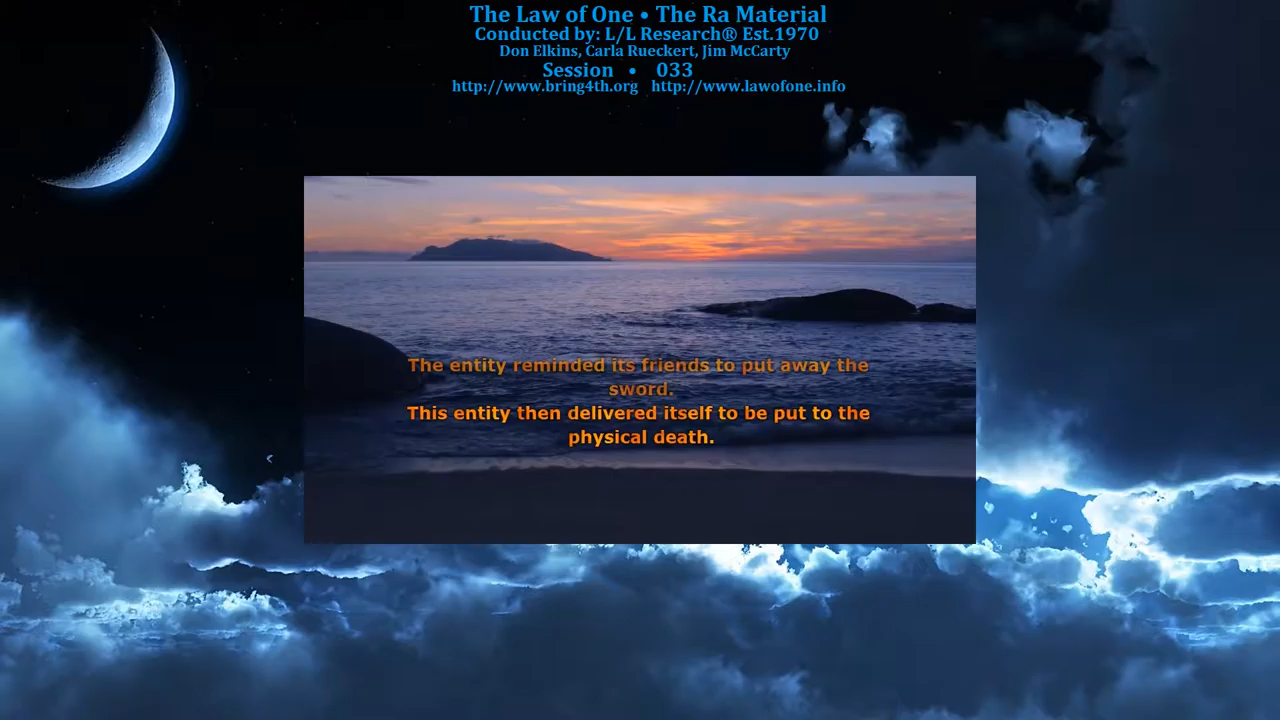 The Law of One • The Ra Material
Conducted by: L/L Research® Est.1970
Don Elkins, Carla Rueckert, Jim McCarty
Session • 033
http://www.bring4th.org http://www.lawofone.info
The entity reminded its friends to put away the
sword.
This entity then delivered itself to be put to the
physical death.